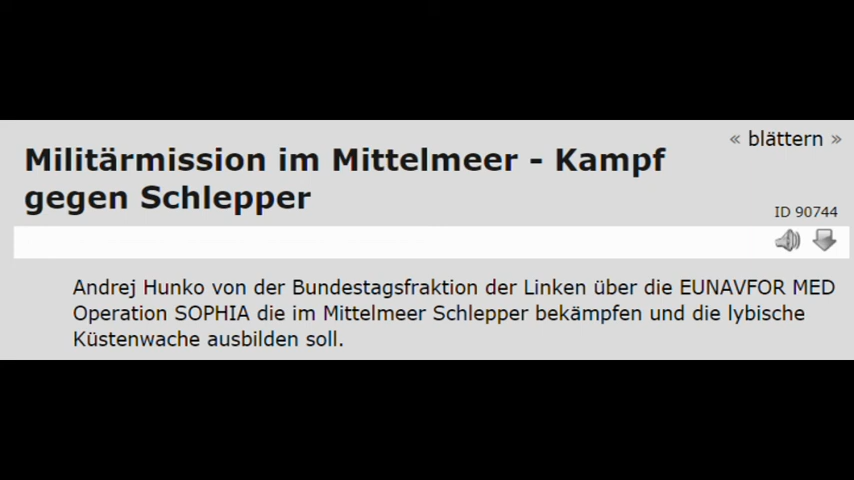 « blättern »
Militärmission im Mittelmeer - Kampf
gegen Schlepper
ID 90744
Andrej Hunko von der Bundestagsfraktion der Linken über die EUNAVFOR MED
Operation SOPHIA die im Mittelmeer Schlepper bekämpfen und die lybische
Küstenwache ausbilden soll.